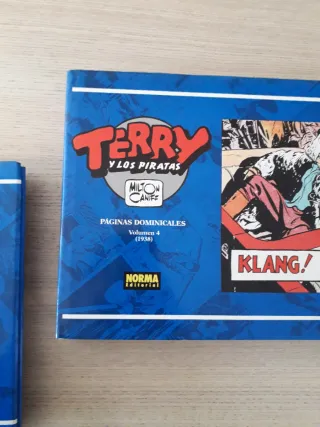 TERRY
Y LOS PIRATAS
MILTON
CANIFF
PÁGINAS DOMINICALES
Volumen 4
(1938)
NORMA
Editorial
KLANG!